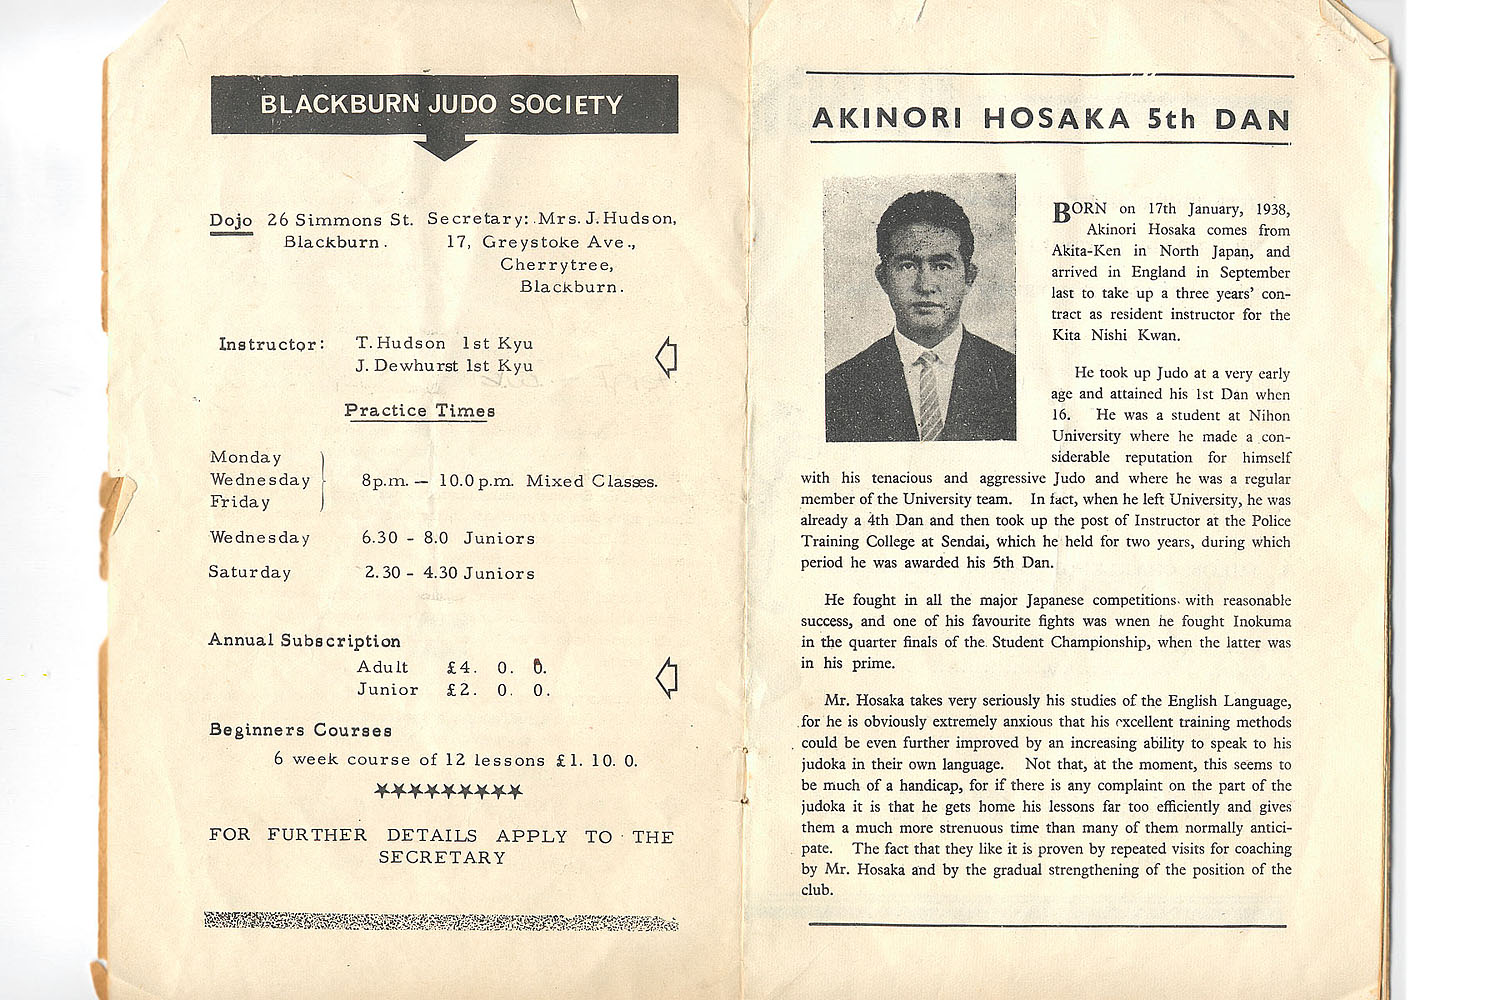 BLACKBURN JUDO SOCIETY
Dojo 26 Simmons St. Secretary: Mrs. J. Hudson,
Blackburn. 17, Greystoke Ave.,
Cherrytree,
Blackburn.
Instructor: T. Hudson 1st Kyu
J. Dewhurst 1st Kyu
Practice Times
Monday
Wednesday 8p.m. — 10.0p.m. Mixed Classes.
Friday
Wednesday 6.30 - 8.0 Juniors
Saturday 2.30 - 4.30 Juniors
Annual Subscription
Adult £4. 0. 0.
Junior £2. 0. 0.
Beginners Courses
6 week course of 12 lessons £1. 10. 0.
FOR FURTHER DETAILS APPLY TO THE
SECRETARY
AKINORI HOSAKA 5th DAN
BORN on 17th January, 1938,
Akinori Hosaka comes from
Akita-Ken in North Japan, and
arrived in England in September
last to take up a three years' con-
tract as resident instructor for the
Kita Nishi Kwan.
He took up Judo at a very early
age and attained his 1st Dan when
16. He was a student at Nihon
University where he made a con-
siderable reputation for himself
with his tenacious and aggressive Judo and where he was a regular
member of the University team. In fact, when he left University, he was
already a 4th Dan and then took up the post of Instructor at the Police
Training College at Sendai, which he held for two years, during which
period he was awarded his 5th Dan.
He fought in all the major Japanese competitions with reasonable
success, and one of his favourite fights was wnen he fought Inokuma
in the quarter finals of the Student Championship, when the latter was
in his prime.
Mr. Hosaka takes very seriously his studies of the English Language,
for he is obviously extremely anxious that his excellent training methods
could be even further improved by an increasing ability to speak to his
judoka in their own language. Not that, at the moment, this seems to
be much of a handicap, for if there is any complaint on the part of the
judoka it is that he gets home his lessons far too efficiently and gives
them a much more strenuous time than many of them normally antici-
pate. The fact that they like it is proven by repeated visits for coaching
by Mr. Hosaka and by the gradual strengthening of the position of the
club.